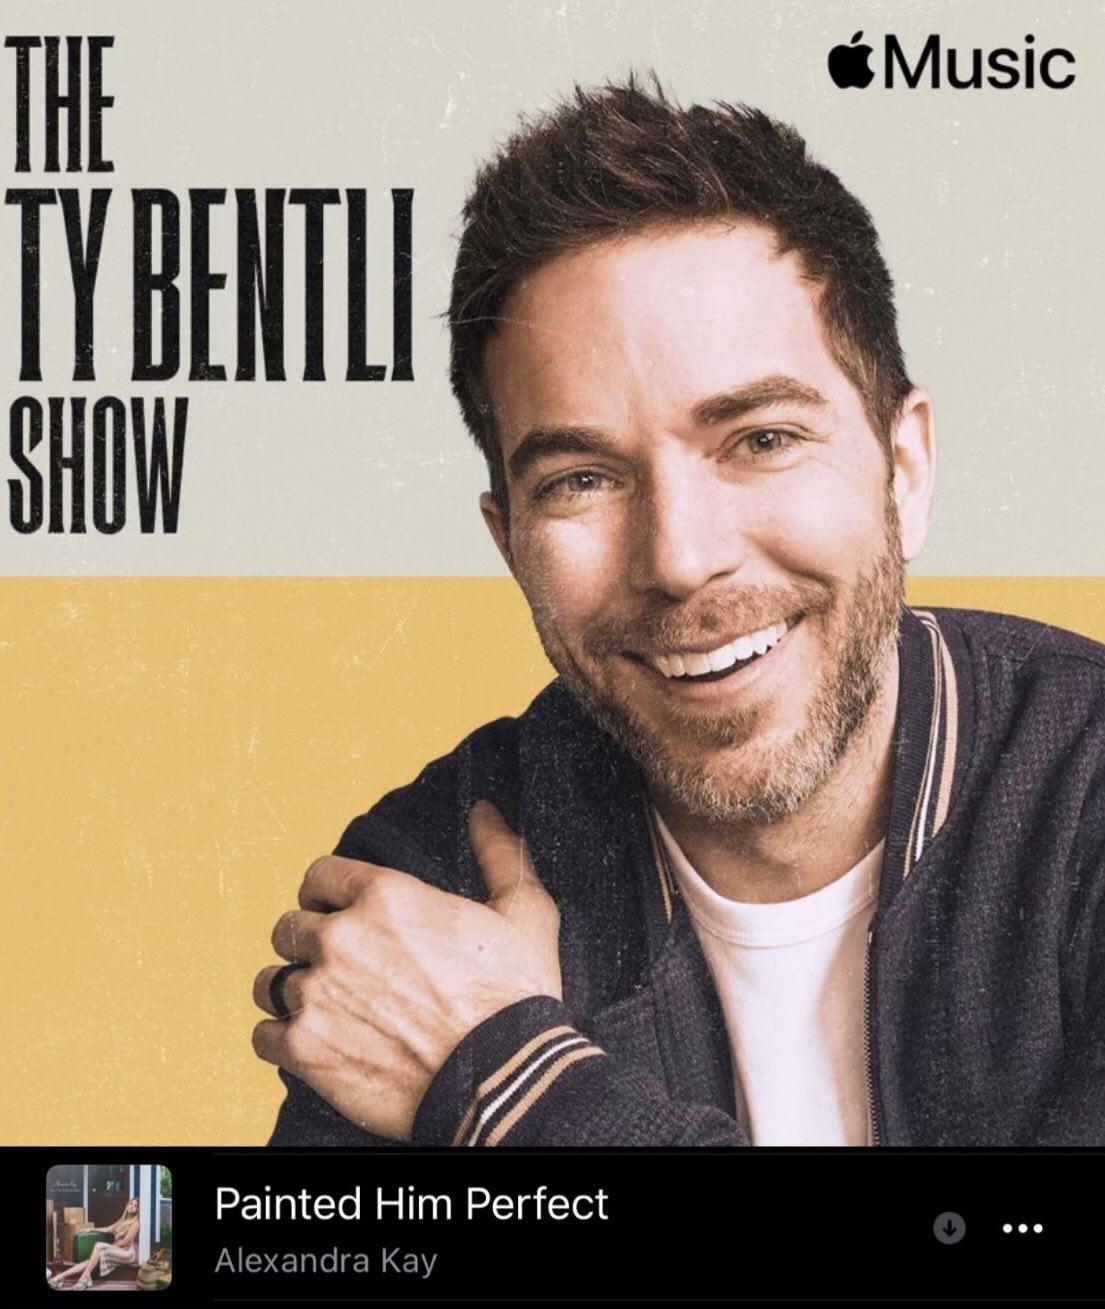 THE
TY BENTLI
SHOW
Music
Painted Him Perfect
Alexandra Kay